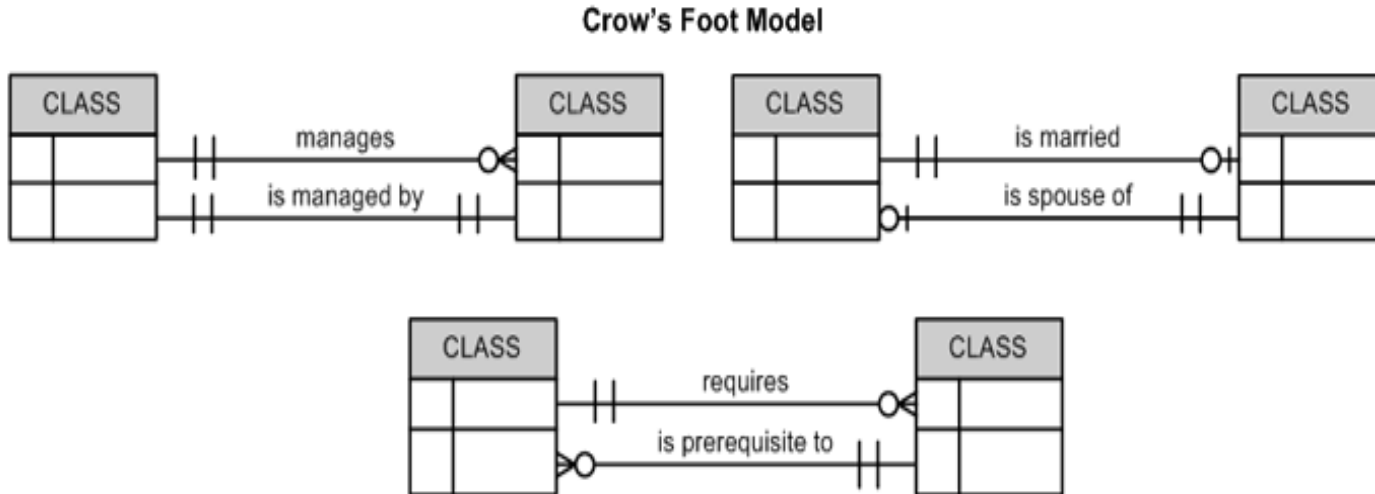 Crow's Foot Model
CLASS
manages
is managed by
CLASS
CLASS
is married
is spouse of
CLASS
CLASS
requires
is prerequisite to
CLASS